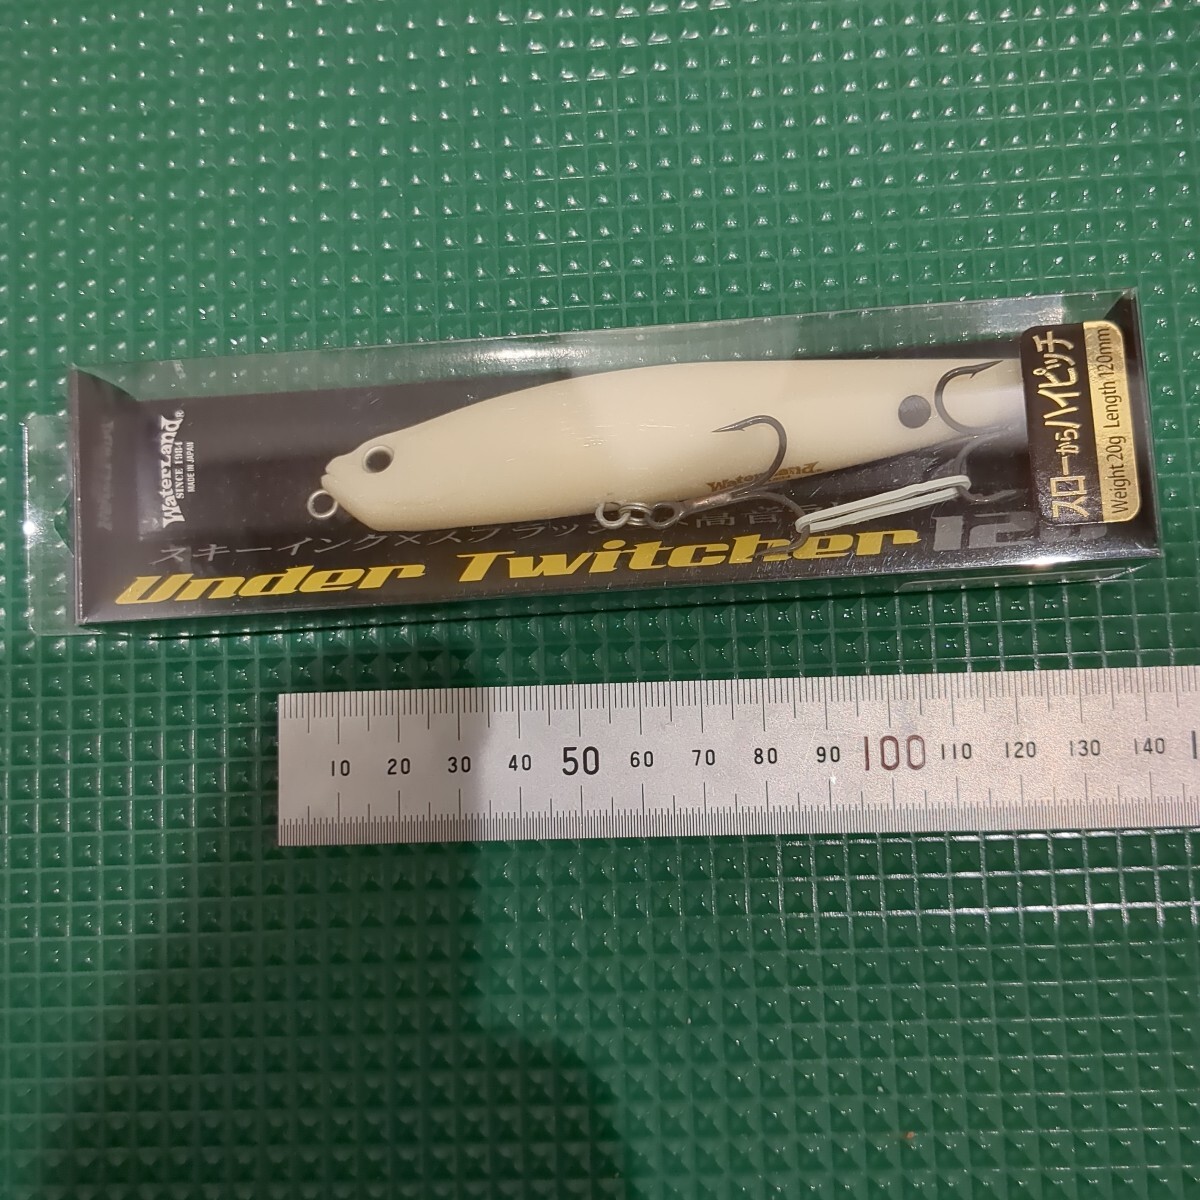 WaterLand®
SINCE 1984
MADE IN JAPAN
WaterLand
スキーイング×スプラッシュ×高音
Under Twitcher 120
スローからハイピッチ
Weight 20g Length 120mm
10 20 30 40 50 60 70 80 90 100 110 120 130 140